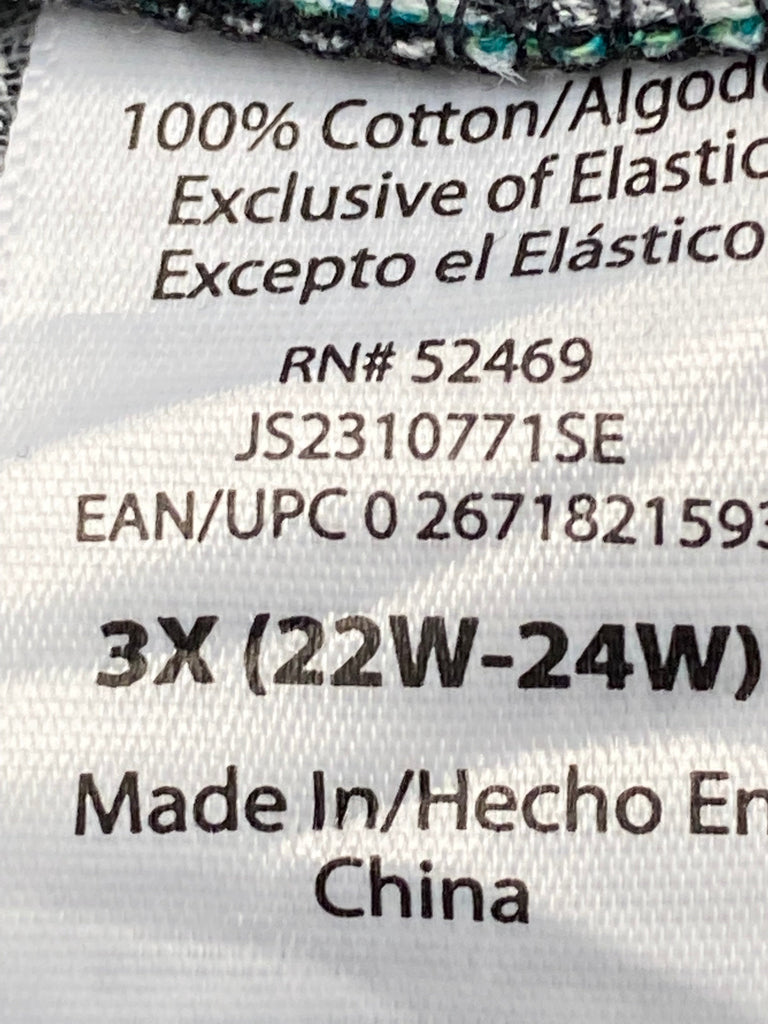 100% Cotton/Algod
Exclusive of Elastic
Excepto el Elástico
RN# 52469
JS2310771SE
EAN/UPC 0 2671821593
3X (22W-24W)
Made In/Hecho En
China